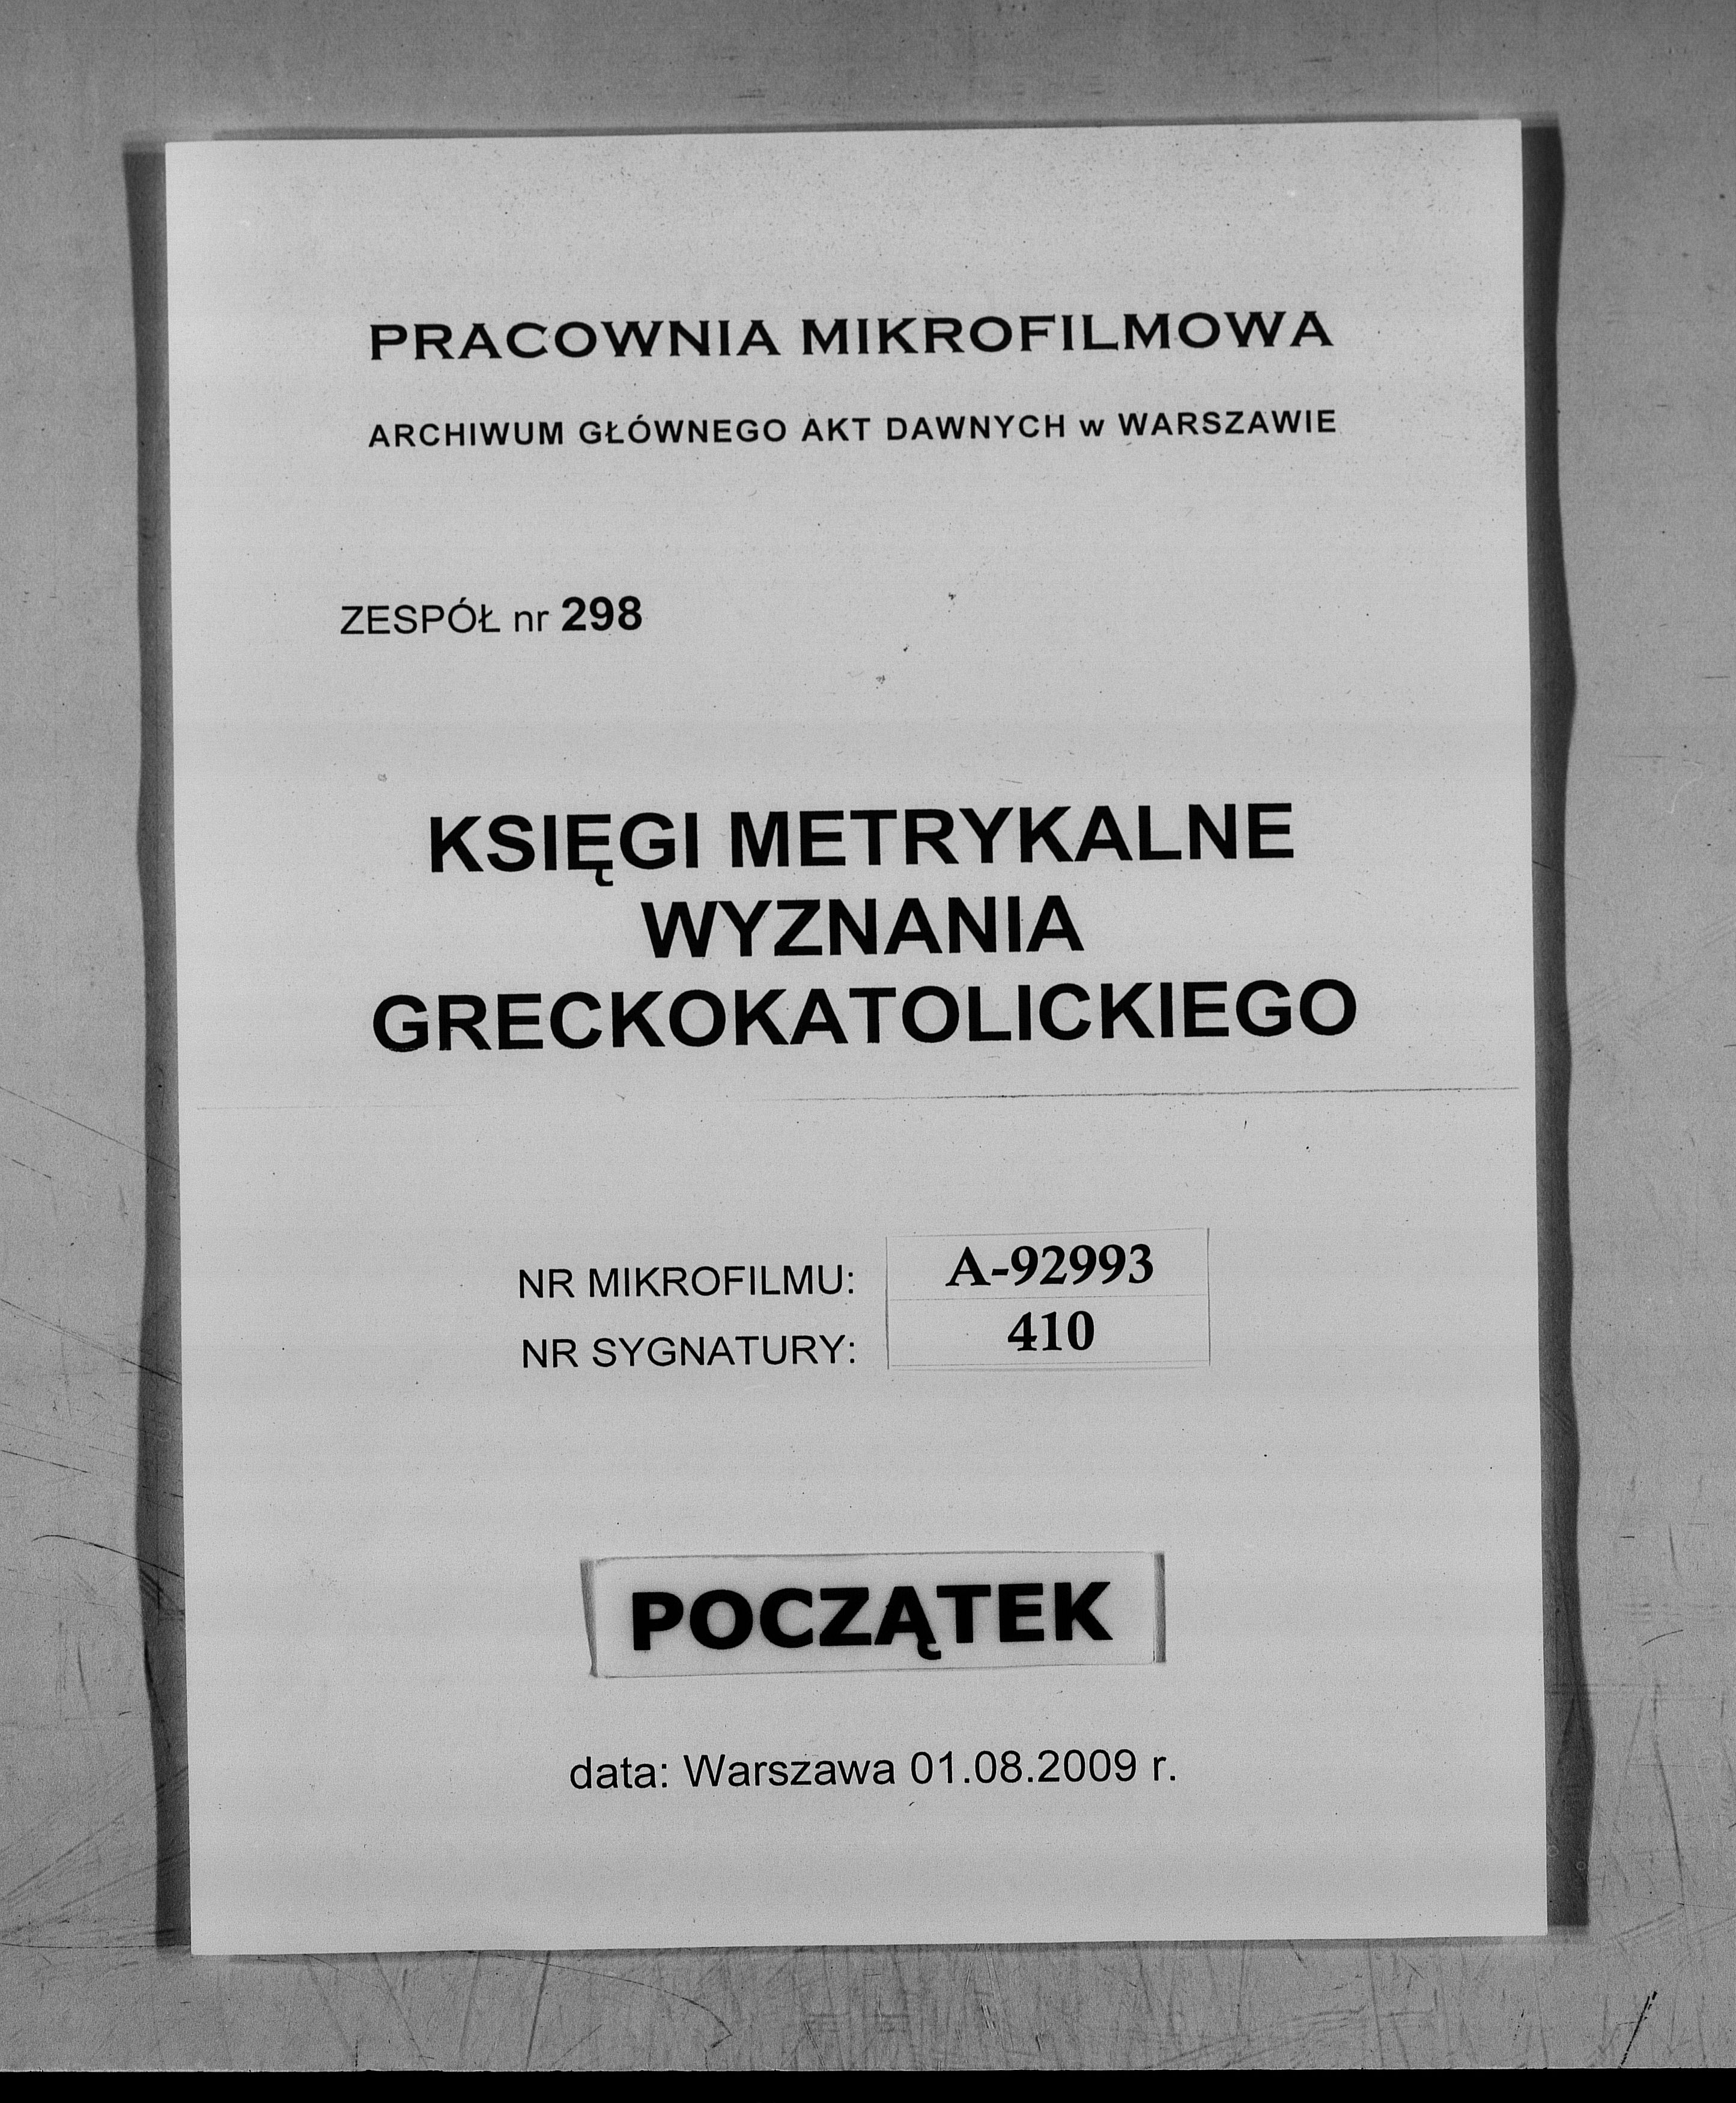 PRACOWNIA MIKROFILMOWA
ARCHIWUM GŁÓWNEGO AKT DAWNYCH w WARSZAWIE
ZESPÓŁ nr 298
KSIĘGI METRYKALNE
WYZNANIA
GRECKOKATOLICKIEGO
NR MIKROFILMU: A-92993
NR SYGNATURY: 410
POCZĄTEK
data: Warszawa 01.08.2009 r.